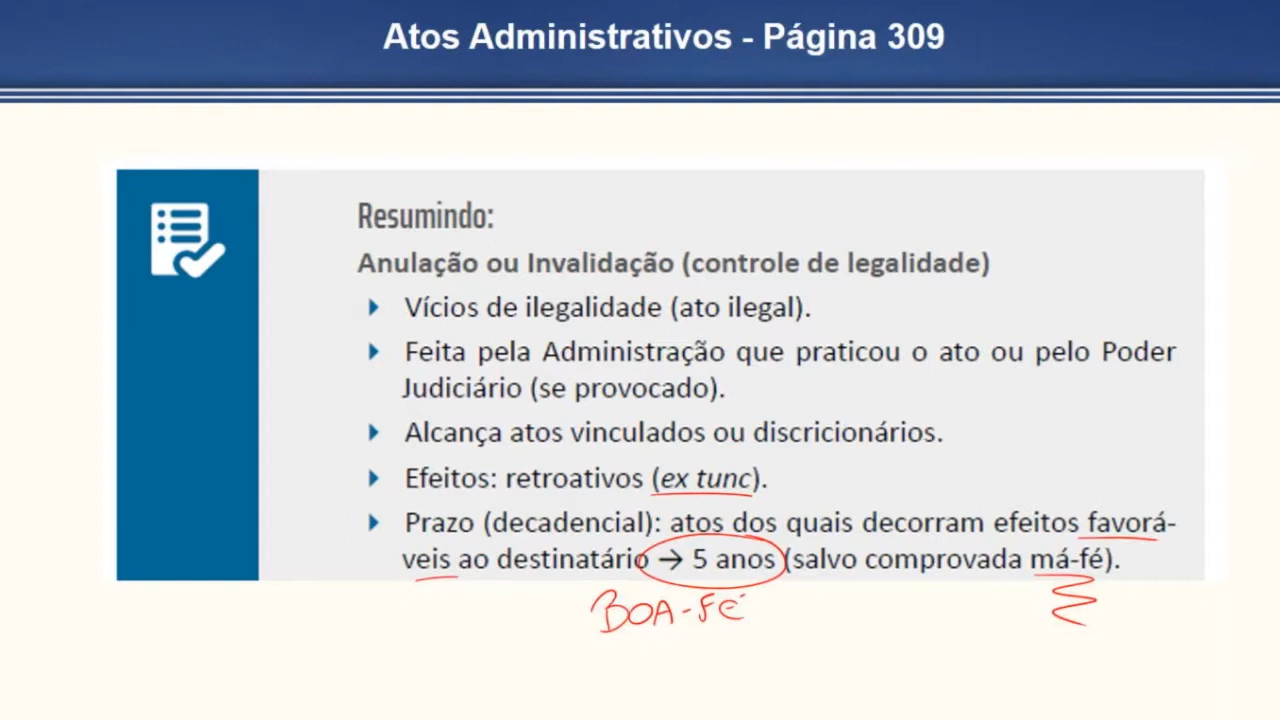 Atos Administrativos - Página 309
Resumindo:
Anulação ou Invalidação (controle de legalidade)
Vícios de ilegalidade (ato ilegal).
Feita pela Administração que praticou o ato ou pelo Poder
Judiciário (se provocado).
Alcança atos vinculados ou discricionários.
Efeitos: retroativos (ex tunc).
Prazo (decadencial): atos dos quais decorram efeitos favorá-
veis ao destinatário → 5 anos (salvo comprovada má-fé).
BOA-FÉ